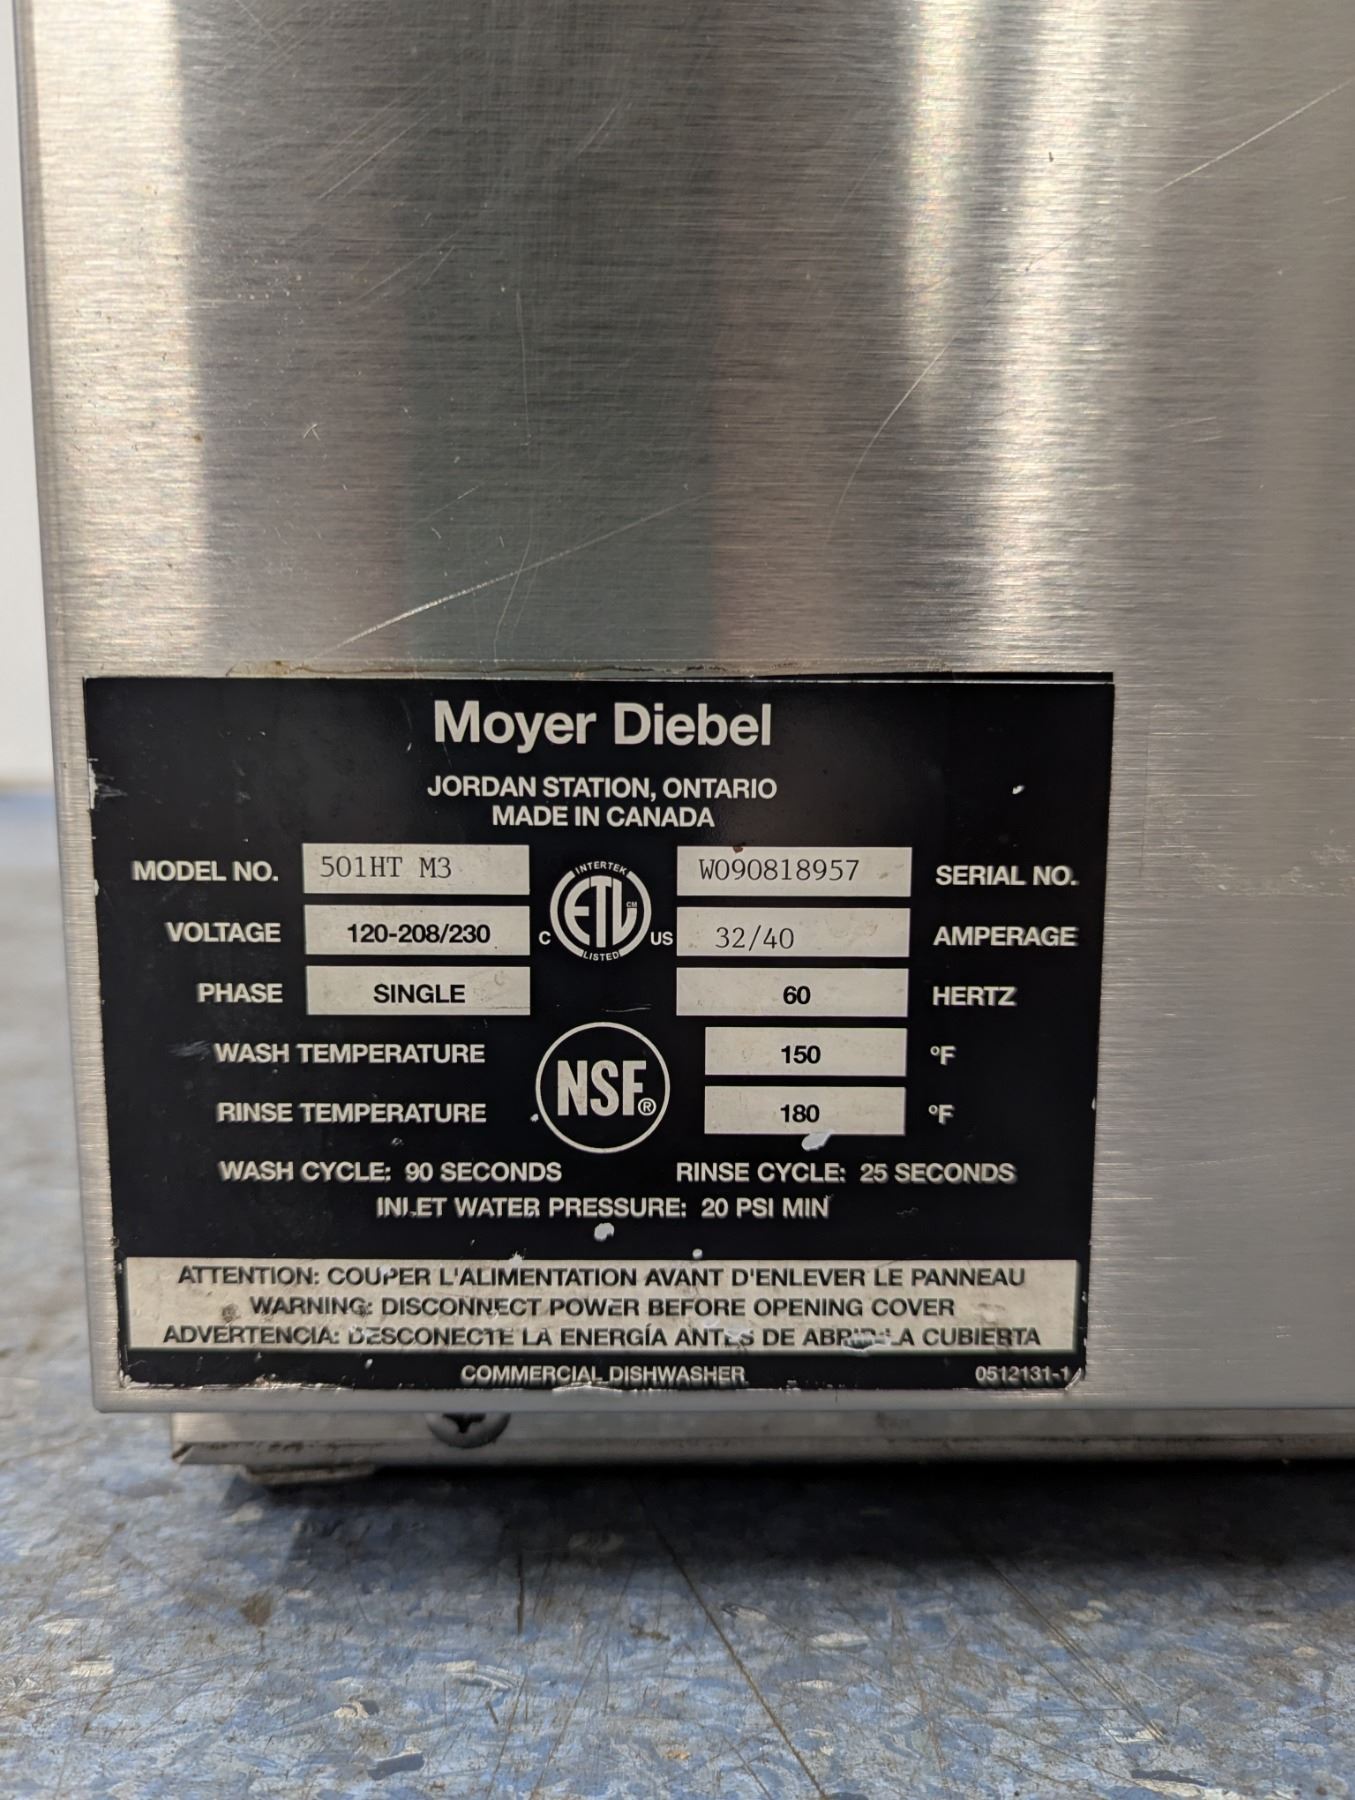 Moyer Diebel
JORDAN STATION, ONTARIO
MADE IN CANADA
MODEL NO. 501HT M3 W090818957 SERIAL NO.
VOLTAGE 120-208/230 32/40 AMPERAGE
PHASE SINGLE 60 HERTZ
INTERTEK
ETL CM
C US
LISTED
WASH TEMPERATURE 150 °F
RINSE TEMPERATURE 180 °F
NSF®
WASH CYCLE: 90 SECONDS RINSE CYCLE: 25 SECONDS
INLET WATER PRESSURE: 20 PSI MIN
ATTENTION: COUPER L'ALIMENTATION AVANT D'ENLEVER LE PANNEAU
WARNING: DISCONNECT POWER BEFORE OPENING COVER
ADVERTENCIA: DESCONECTE LA ENERGÍA ANTES DE ABRIR LA CUBIERTA
COMMERCIAL DISHWASHER 0512131-1